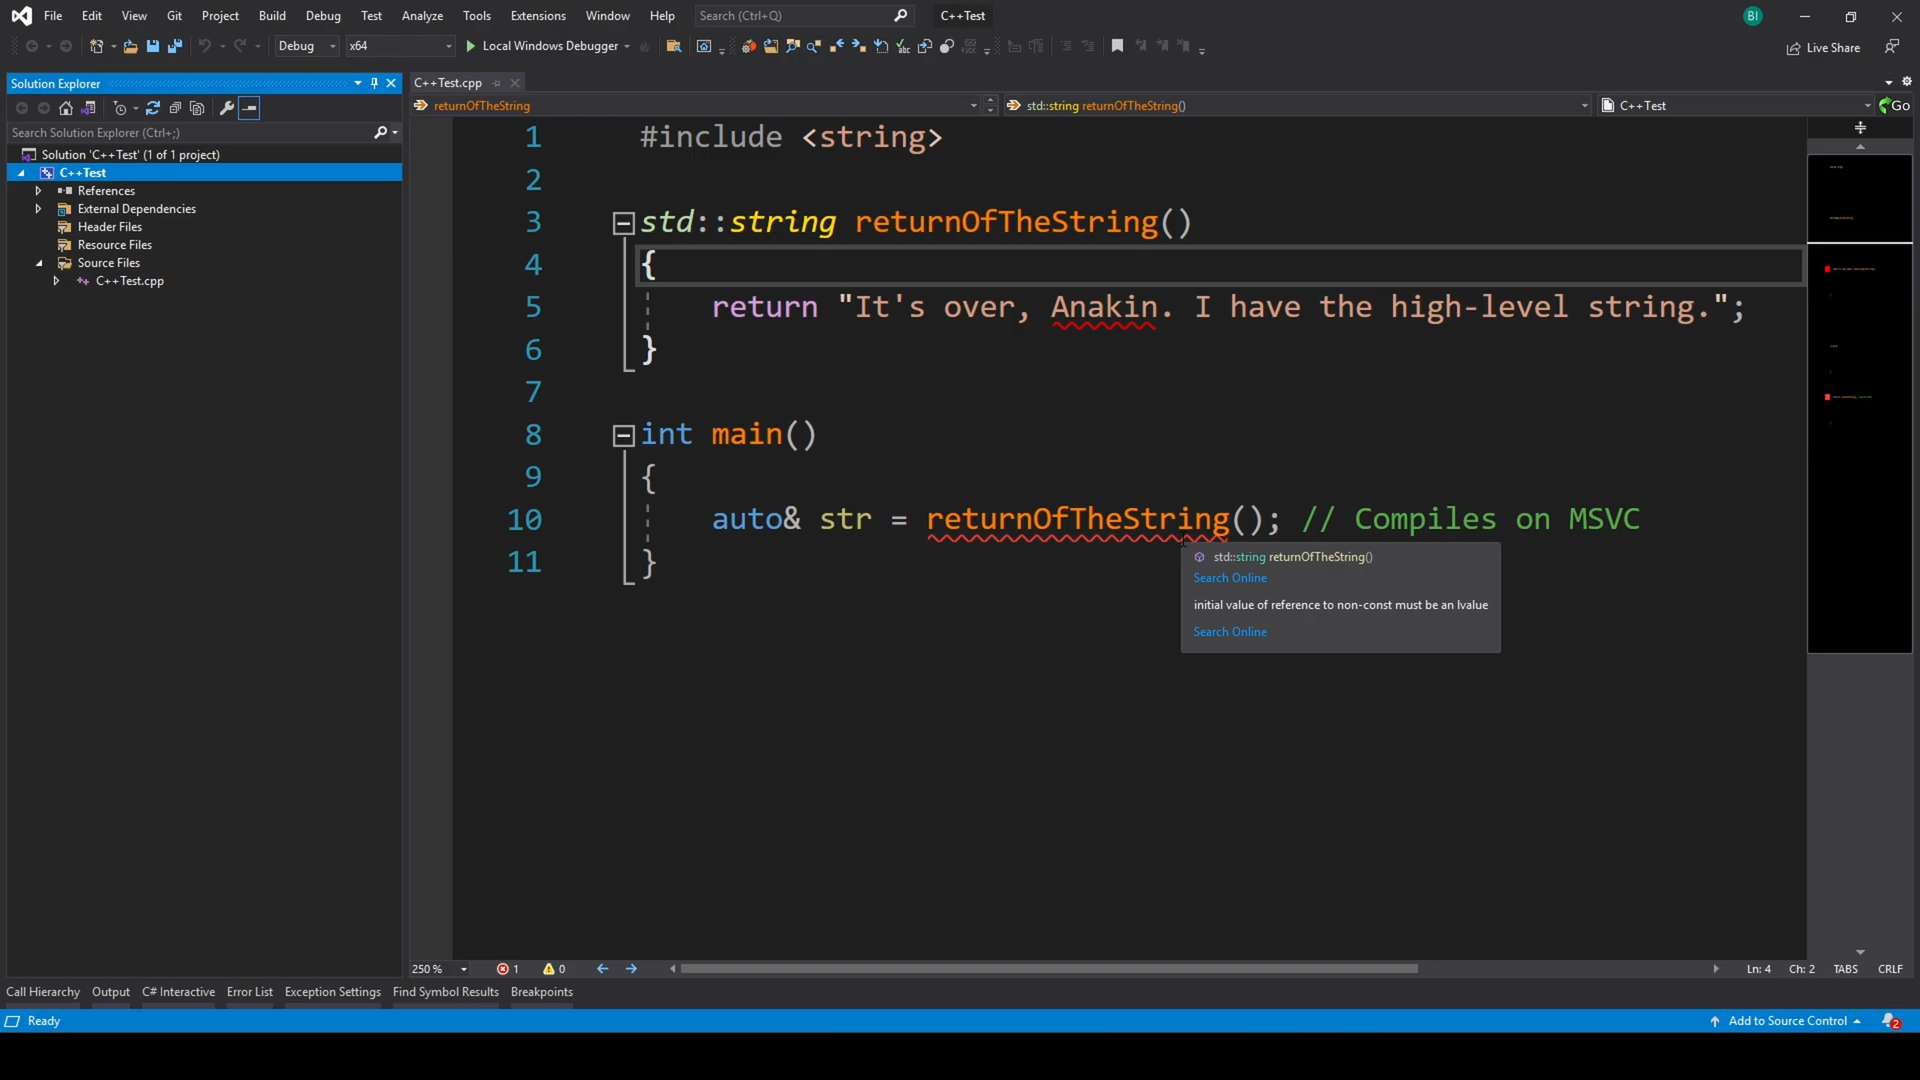 File Edit View Git Project Build Debug Test Analyze Tools Extensions Window Help Search (Ctrl+Q) C++Test BI
Debug x64 Local Windows Debugger Live Share
Solution Explorer
C++Test.cpp
returnOfTheString std::string returnOfTheString() C++Test Go
Search Solution Explorer (Ctrl+;)
Solution 'C++Test' (1 of 1 project)
C++Test
References
External Dependencies
Header Files
Resource Files
Source Files
C++Test.cpp
1 #include <string>
2
3 std::string returnOfTheString()
4 {
5 return "It's over, Anakin. I have the high-level string.";
6 }
7
8 int main()
9 {
10 auto& str = returnOfTheString(); // Compiles on MSVC
11 }
std::string returnOfTheString()
Search Online
initial value of reference to non-const must be an lvalue
Search Online
250 % 1 0 Ln: 4 Ch: 2 TABS CRLF
Call Hierarchy Output C# Interactive Error List Exception Settings Find Symbol Results Breakpoints
Ready Add to Source Control 2